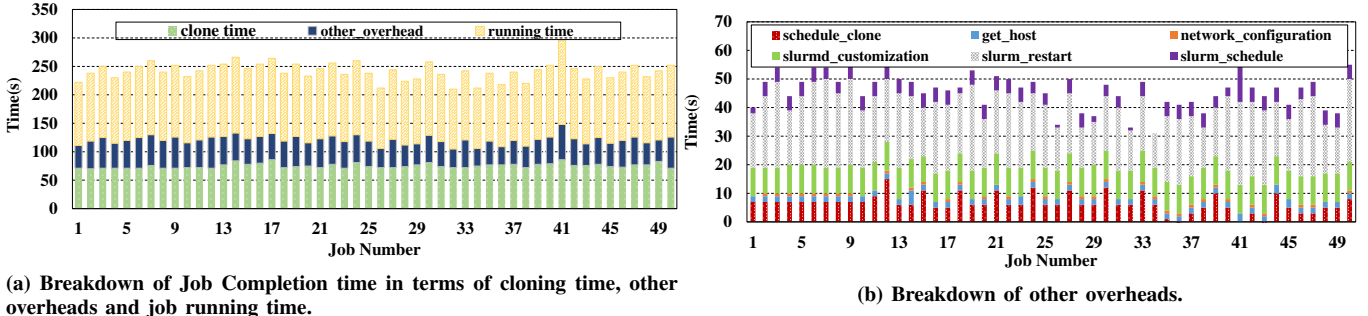 350
300
250
200
150
100
50
0
Time(s)
clone time other_overhead running time
1 5 9 13 17 21 25 29 33 37 41 45 49
Job Number
(a) Breakdown of Job Completion time in terms of cloning time, other
overheads and job running time.
70
60
50
40
30
20
10
0
Time(s)
schedule_clone get_host network_configuration
slurmd_customization slurm_restart slurm_schedule
1 5 9 13 17 21 25 29 33 37 41 45 49
Job Number
(b) Breakdown of other overheads.